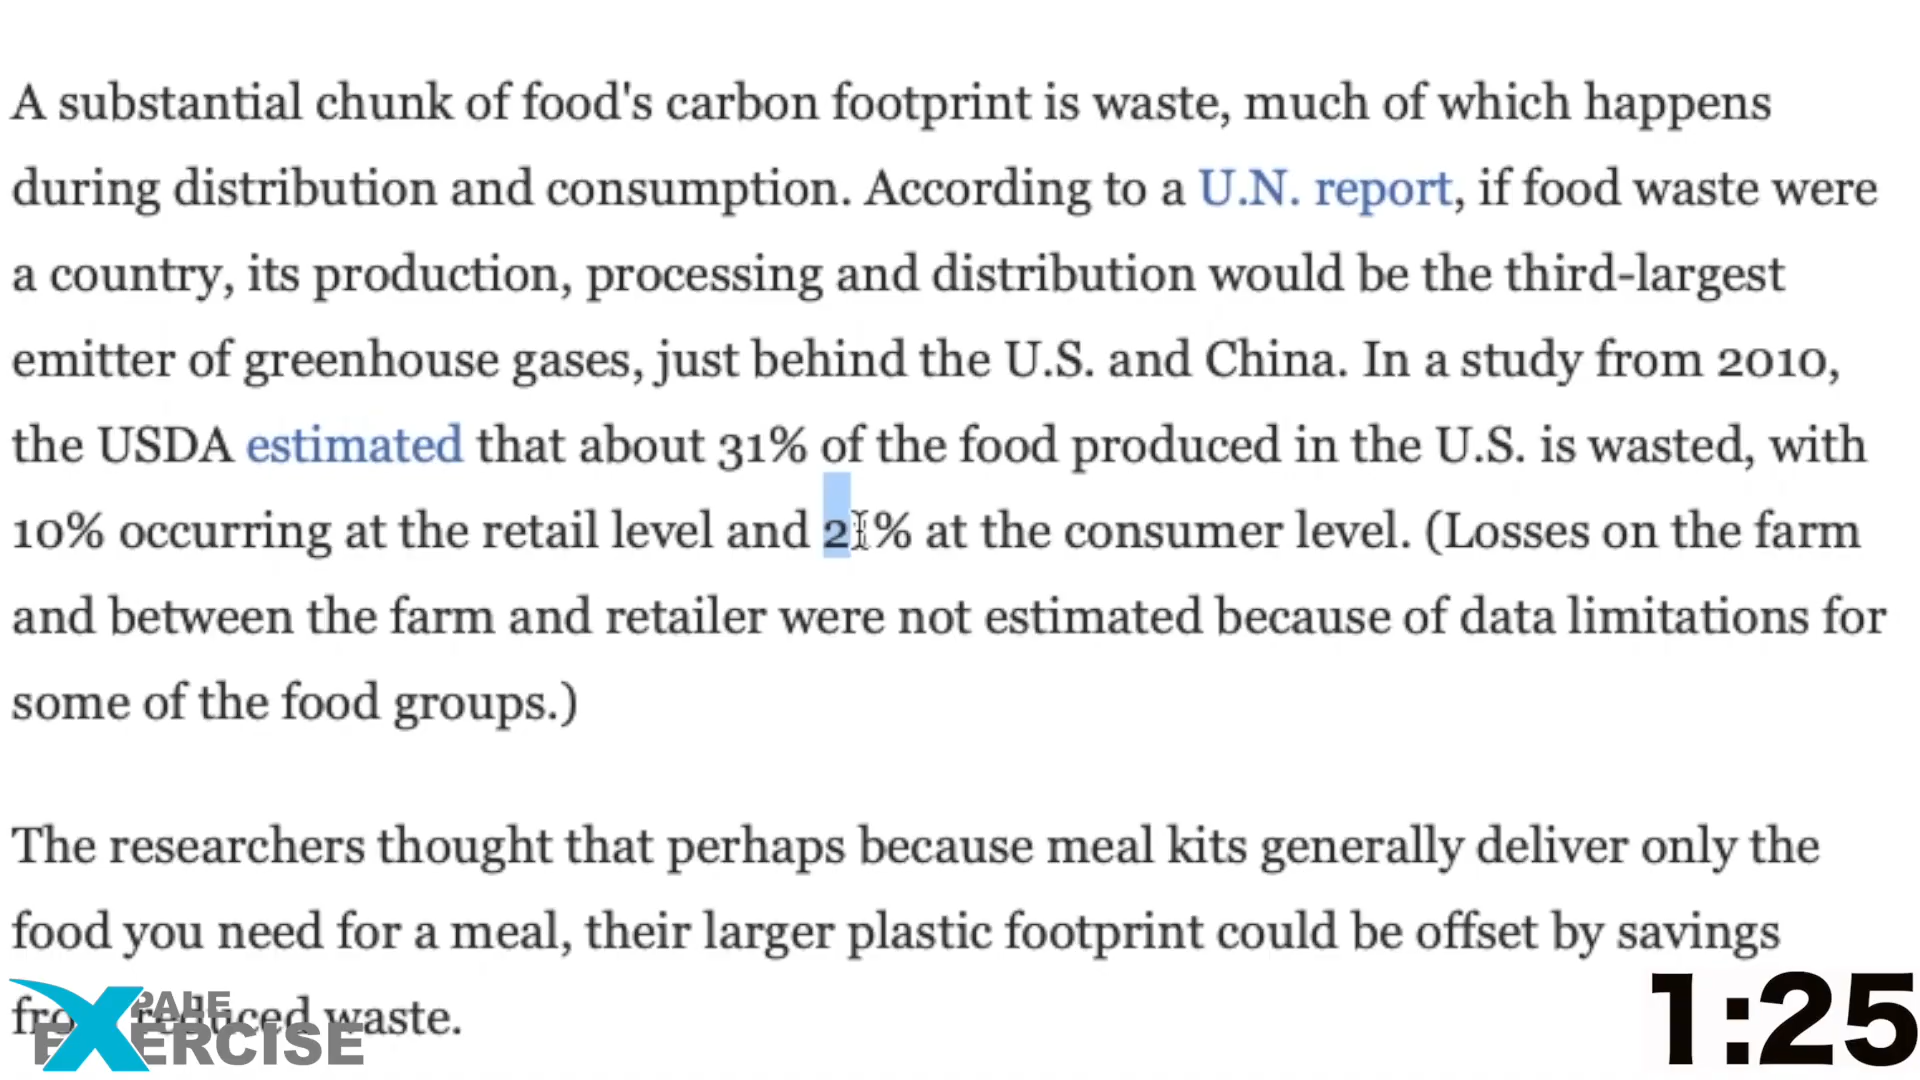 A substantial chunk of food's carbon footprint is waste, much of which happens
during distribution and consumption. According to a U.N. report, if food waste were
a country, its production, processing and distribution would be the third-largest
emitter of greenhouse gases, just behind the U.S. and China. In a study from 2010,
the USDA estimated that about 31% of the food produced in the U.S. is wasted, with
10% occurring at the retail level and 21% at the consumer level. (Losses on the farm
and between the farm and retailer were not estimated because of data limitations for
some of the food groups.)
The researchers thought that perhaps because meal kits generally deliver only the
food you need for a meal, their larger plastic footprint could be offset by savings
from reduced waste.
EXERCISE
1:25